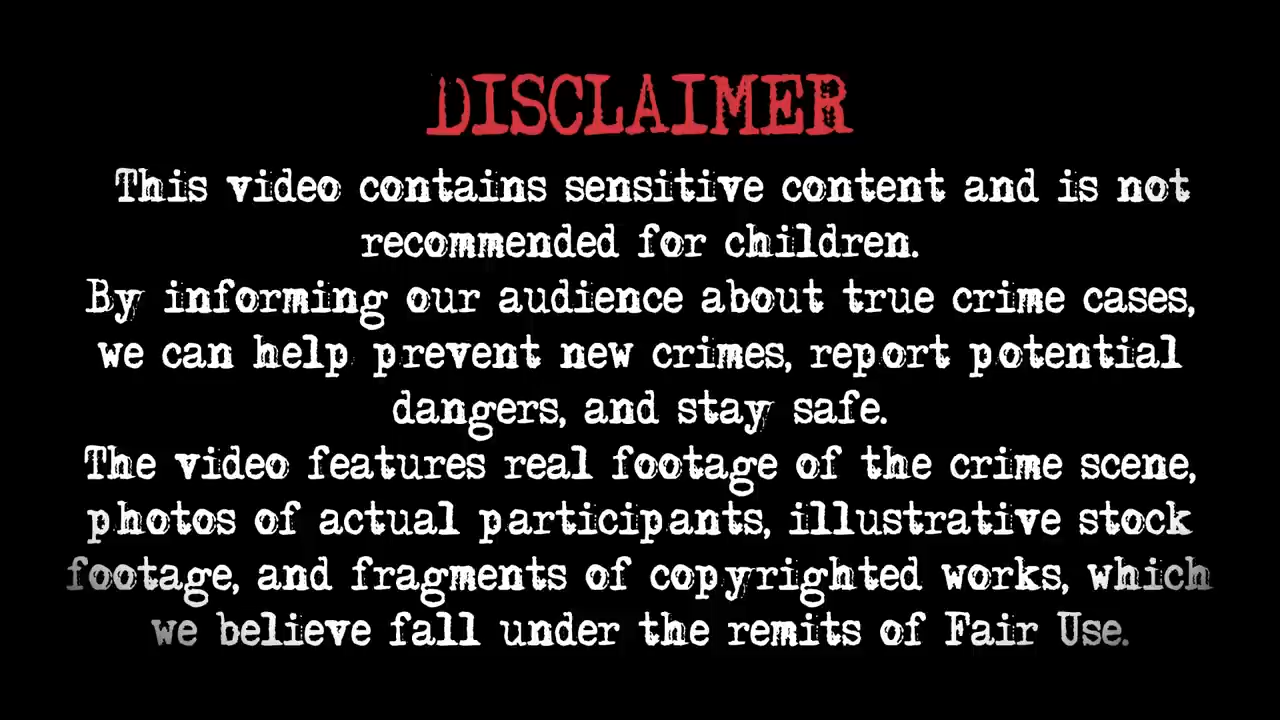 DISCLAIMER
This video contains sensitive content and is not
recommended for children.
By informing our audience about true crime cases,
we can help prevent new crimes, report potential
dangers, and stay safe.
The video features real footage of the crime scene,
photos of actual participants, illustrative stock
footage, and fragments of copyrighted works, which
we believe fall under the remits of Fair Use.